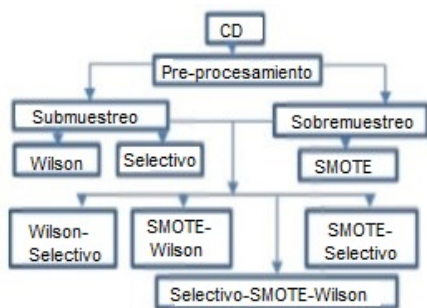 CD
Pre-procesamiento
Submuestreo
Sobremuestreo
Wilson
Selectivo
SMOTE
Wilson-
Selectivo
SMOTE-
Wilson
SMOTE-
Selectivo
Selectivo-SMOTE-Wilson